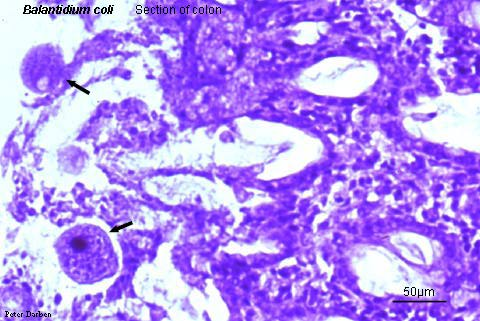 Balantidium coli Section of colon
50µm
Peter Darben